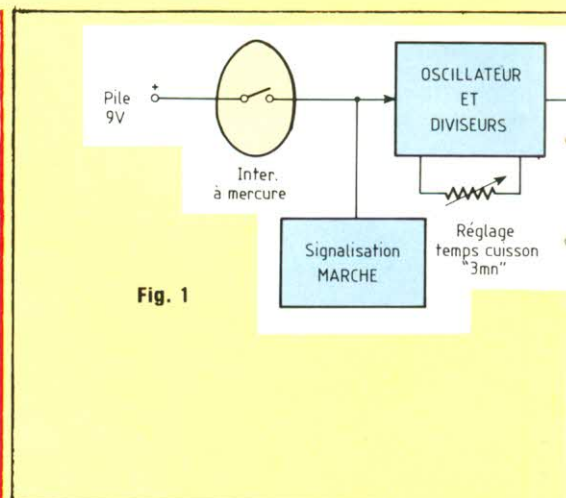 Pile
9V
+
Inter.
à mercure
OSCILLATEUR
ET
DIVISEURS
Réglage
temps cuisson
"3mn"
Signalisation
MARCHE
Fig. 1